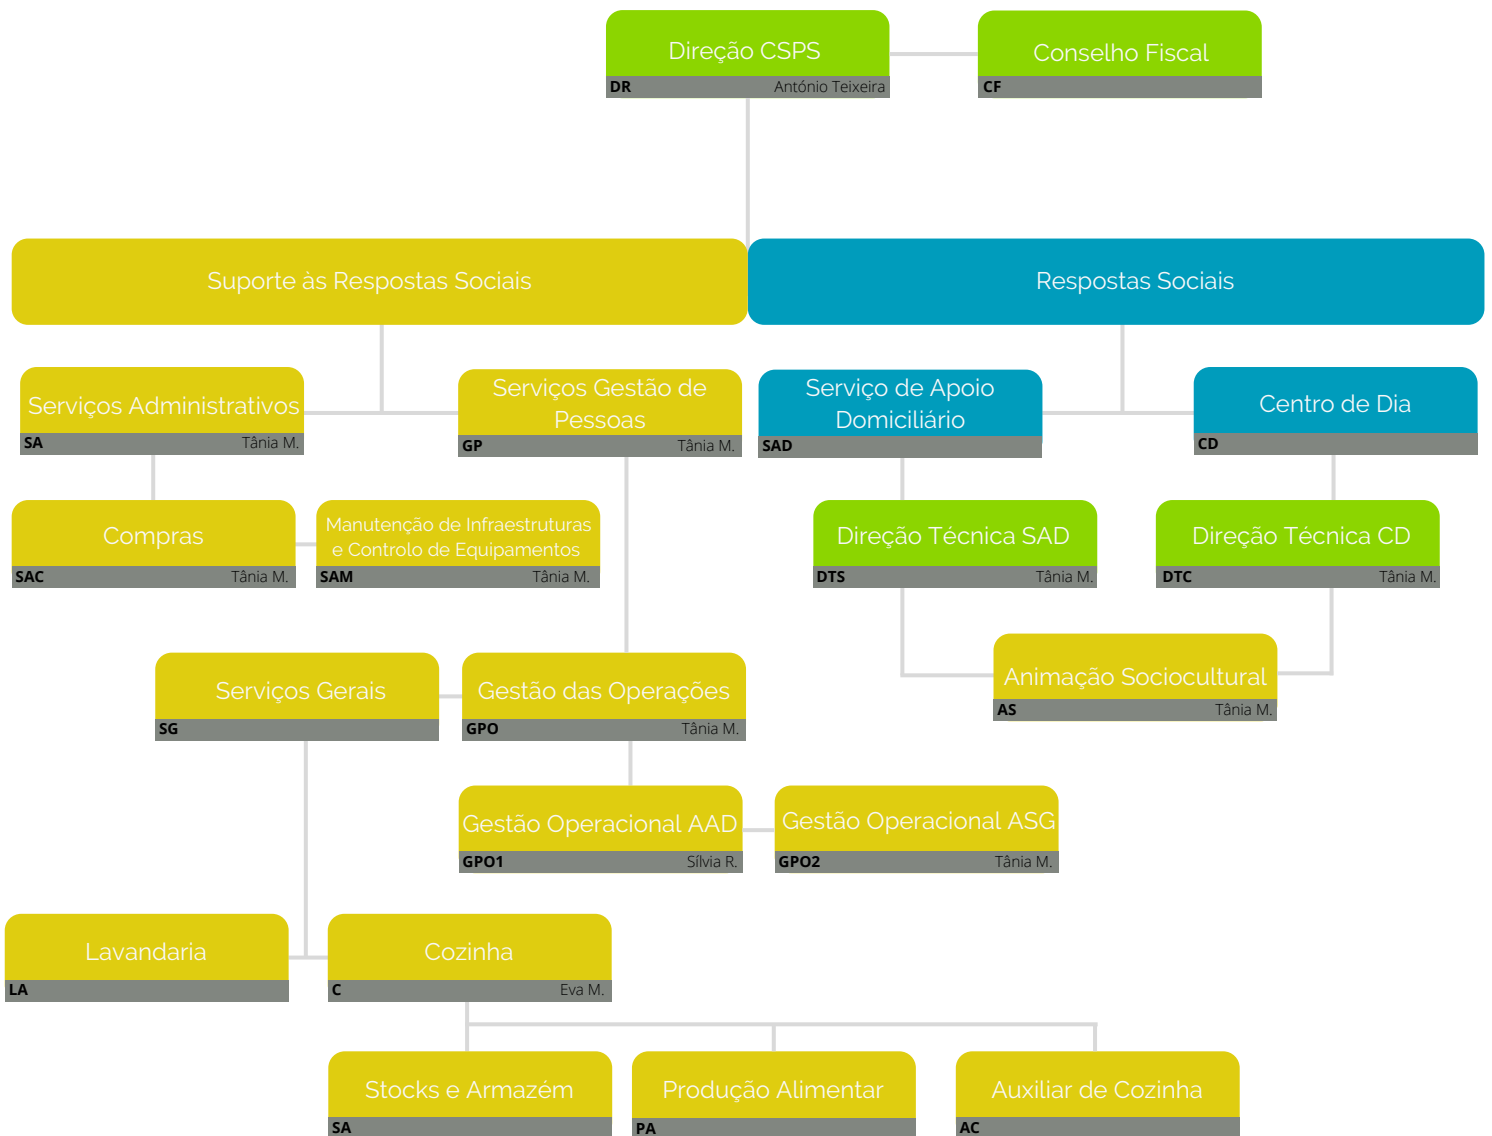 Direção CSPS
DR António Teixeira
Conselho Fiscal
CF
Suporte às Respostas Sociais
Respostas Sociais
Serviços Administrativos
SA Tânia M.
Serviços Gestão de
Pessoas
GP Tânia M.
Serviço de Apoio
Domiciliário
SAD
Centro de Dia
CD
Compras
SAC Tânia M.
Manutenção de Infraestruturas
e Controlo de Equipamentos
SAM Tânia M.
Direção Técnica SAD
DTS Tânia M.
Direção Técnica CD
DTC Tânia M.
Serviços Gerais
SG
Gestão das Operações
GPO Tânia M.
Animação Sociocultural
AS Tânia M.
Gestão Operacional AAD
GPO1 Sílvia R.
Gestão Operacional ASG
GPO2 Tânia M.
Lavandaria
LA
Cozinha
C Eva M.
Stocks e Armazém
SA
Produção Alimentar
PA
Auxiliar de Cozinha
AC